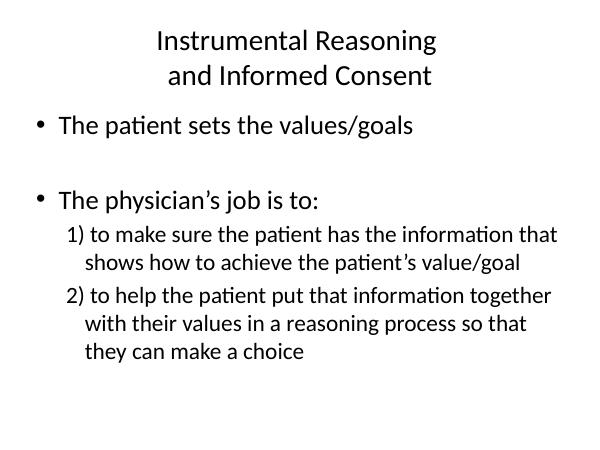 Instrumental Reasoning
and Informed Consent
• The patient sets the values/goals
• The physician’s job is to:
1) to make sure the patient has the information that
shows how to achieve the patient’s value/goal
2) to help the patient put that information together
with their values in a reasoning process so that
they can make a choice